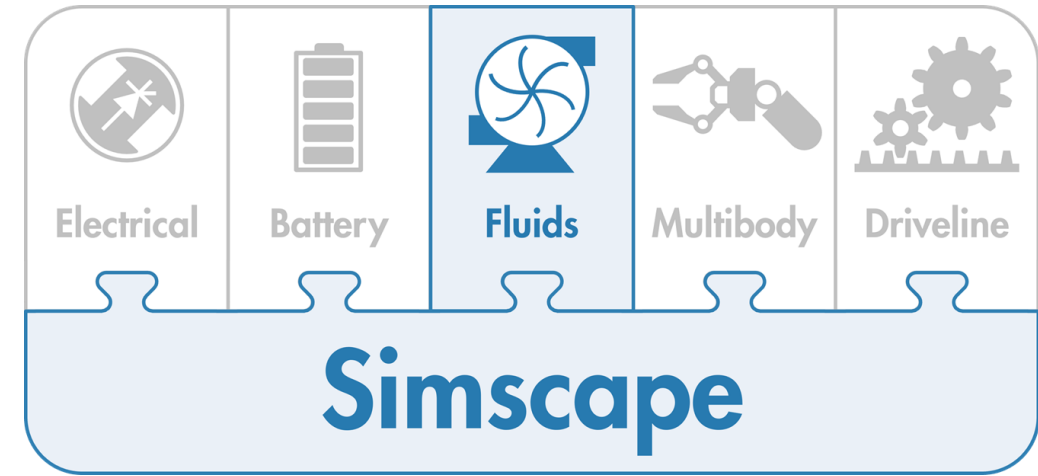 Electrical
Battery
Fluids
Multibody
Driveline
Simscape